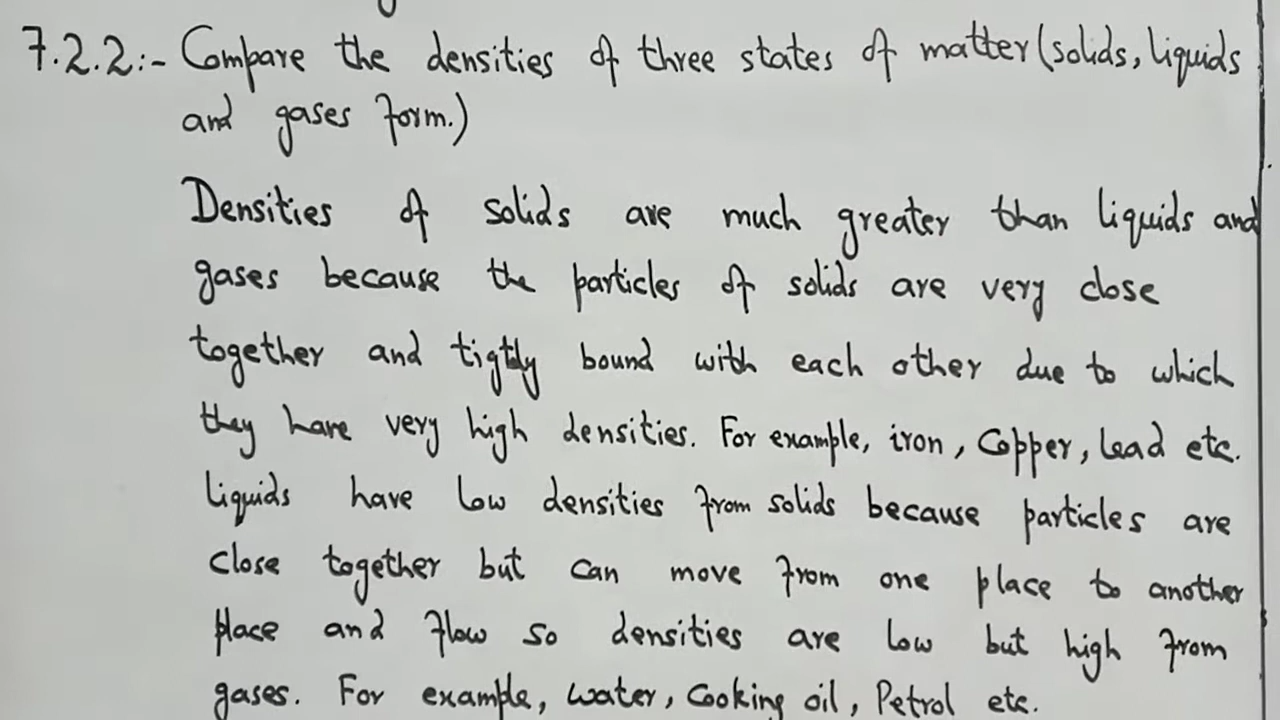 7.2.2:- Compare the densities of three states of matter (solids, liquids
and gases form.)
Densities of solids are much greater than liquids and
gases because the particles of solids are very close
together and tigtly bound with each other due to which
they have very high densities. For example, iron, Copper, lead etc.
liquids have low densities from solids because particles are
close together but can move from one place to another
place and flow so densities are low but high from
gases. For example, water, Cooking oil, Petrol etc.